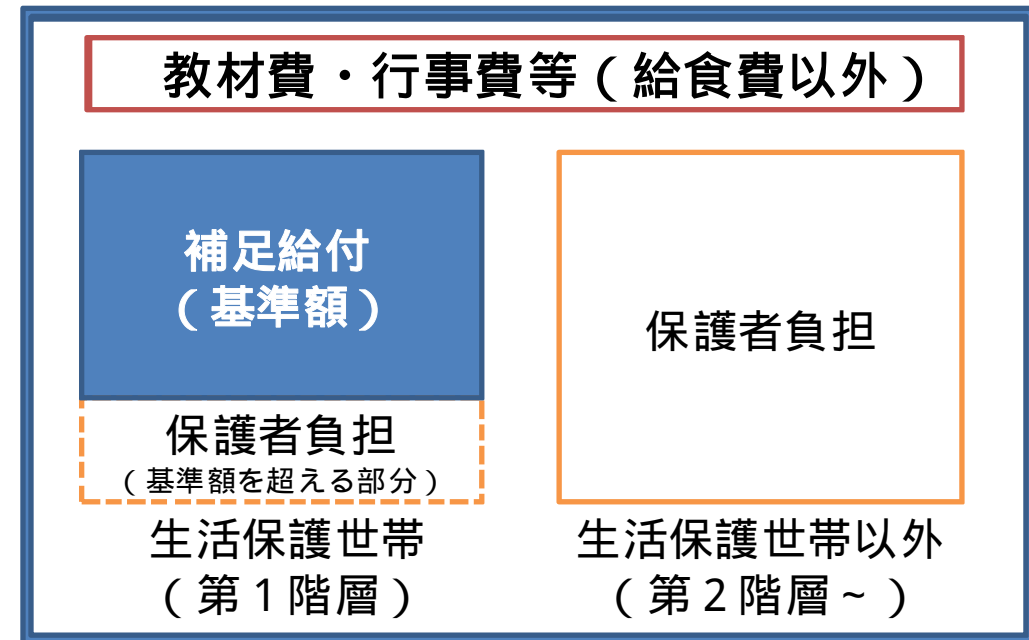 教材費・行事費等(給食費以外)
補足給付
(基準額)
保護者負担
(基準額を超える部分)
生活保護世帯
(第1階層)
保護者負担
生活保護世帯以外
(第2階層~)